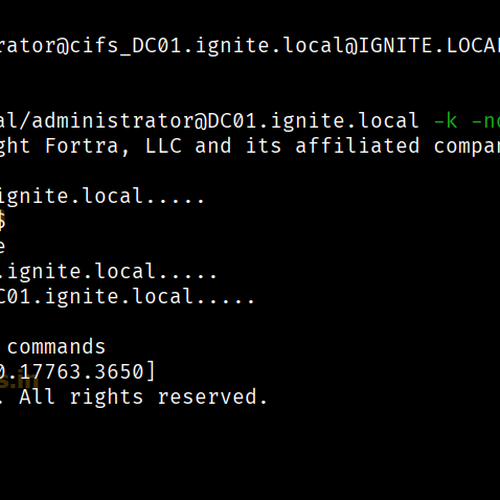 rator@cifs_DC01.ignite.local@IGNITE.LOCAL
al/administrator@DC01.ignite.local -k -no
ght Fortra, LLC and its affiliated compan
ignite.local.....
$
e
.ignite.local.....
C01.ignite.local.....
commands
0.17763.3650]
s.in
. All rights reserved.